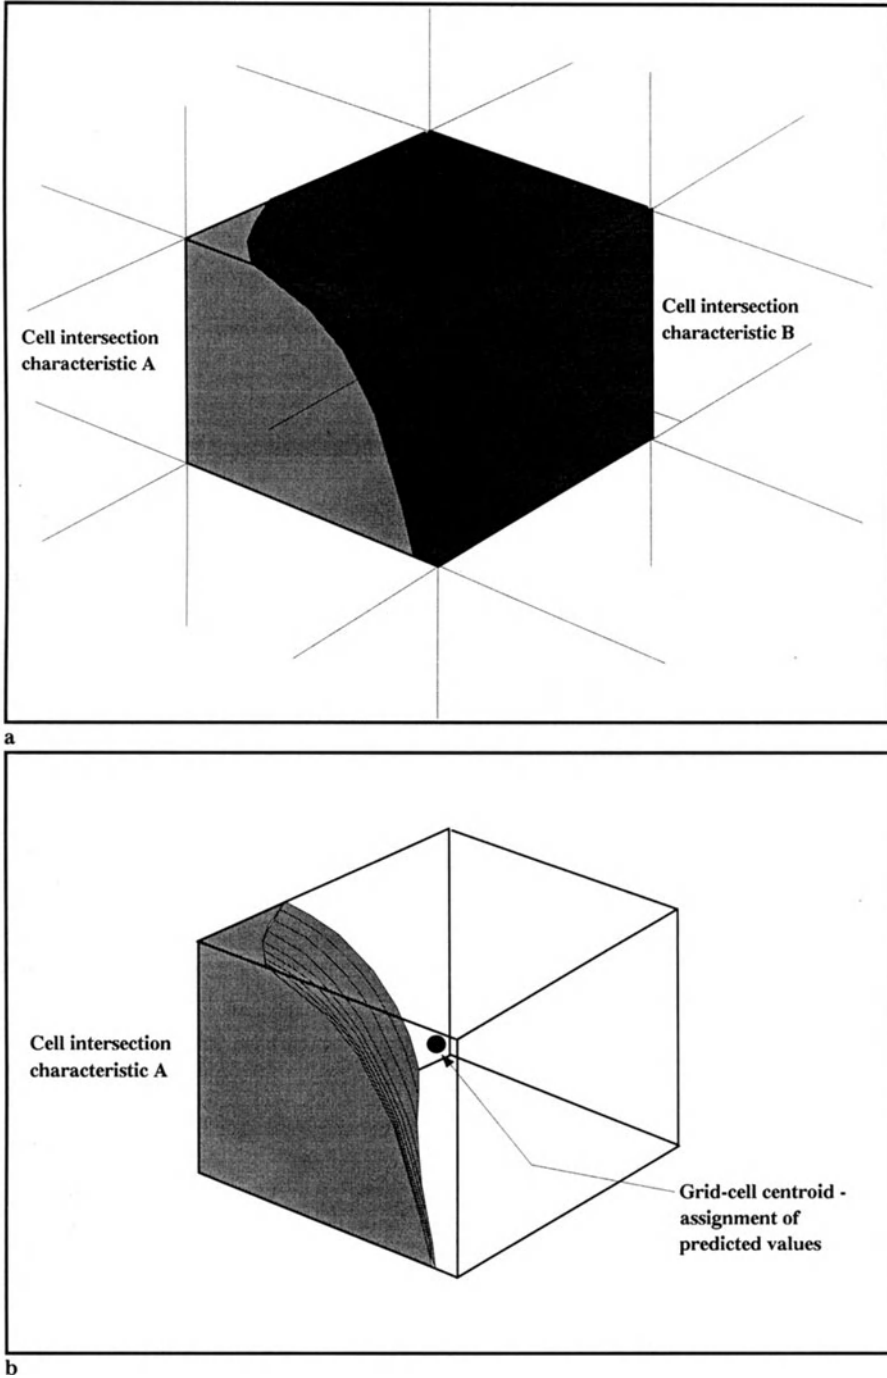 Cell intersection
characteristic A
Cell intersection
characteristic B
a
Cell intersection
characteristic A
Grid-cell centroid -
assignment of
predicted values
b